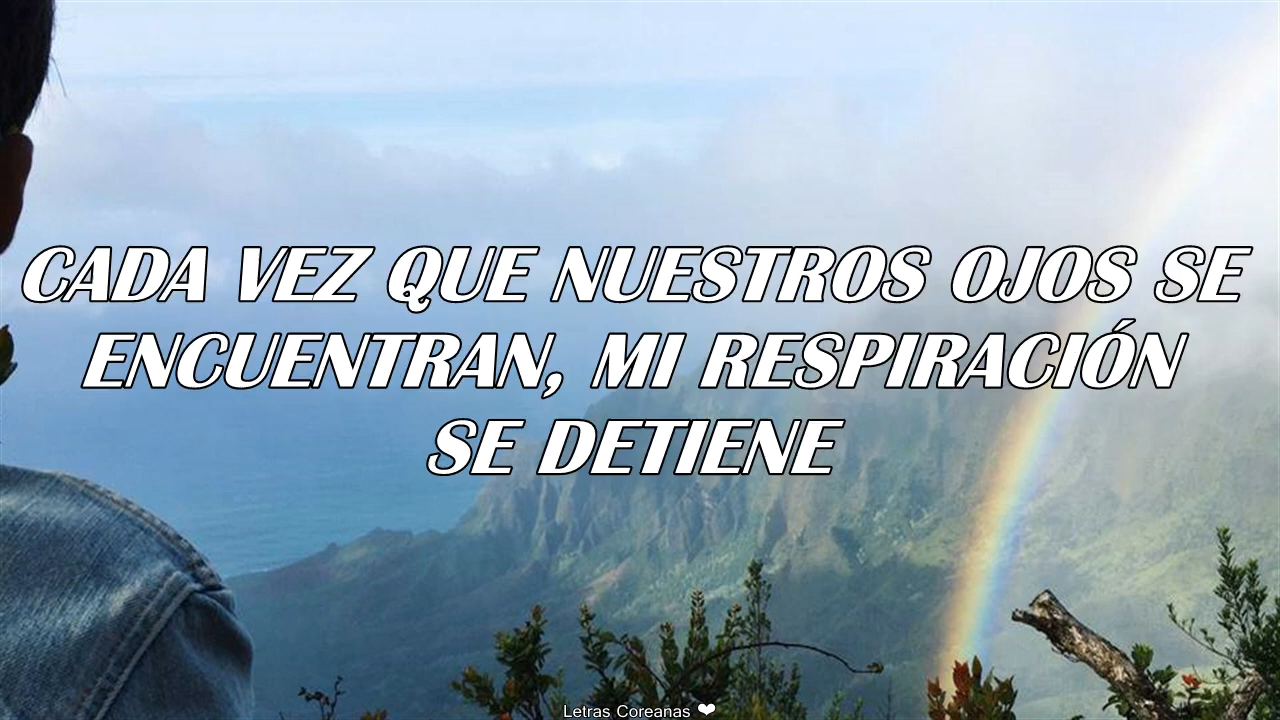 CADA VEZ QUE NUESTROS OJOS SE
ENCUENTRAN, MI RESPIRACIÓN
SE DETIENE
Letras Coreanas ❤